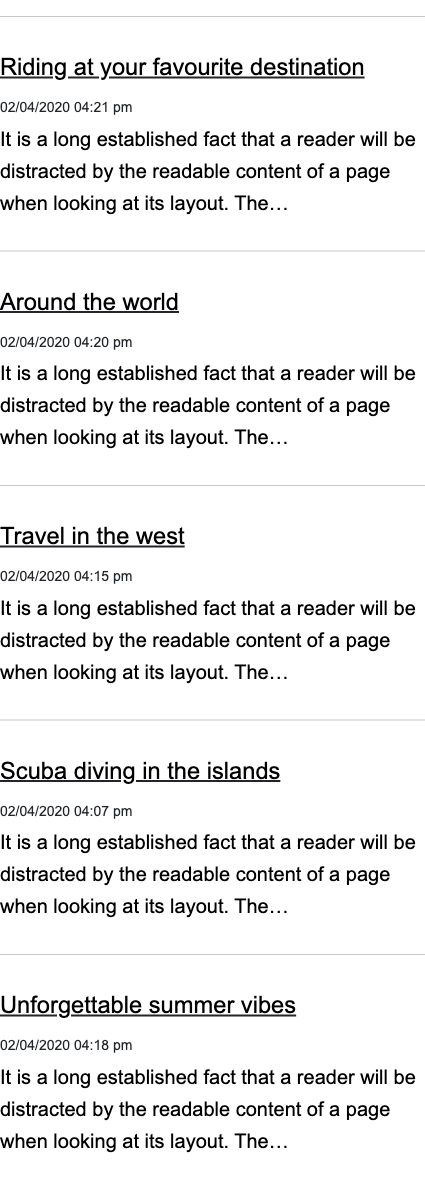 Riding at your favourite destination
02/04/2020 04:21 pm
It is a long established fact that a reader will be
distracted by the readable content of a page
when looking at its layout. The…
Around the world
02/04/2020 04:20 pm
It is a long established fact that a reader will be
distracted by the readable content of a page
when looking at its layout. The…
Travel in the west
02/04/2020 04:15 pm
It is a long established fact that a reader will be
distracted by the readable content of a page
when looking at its layout. The…
Scuba diving in the islands
02/04/2020 04:07 pm
It is a long established fact that a reader will be
distracted by the readable content of a page
when looking at its layout. The…
Unforgettable summer vibes
02/04/2020 04:18 pm
It is a long established fact that a reader will be
distracted by the readable content of a page
when looking at its layout. The…